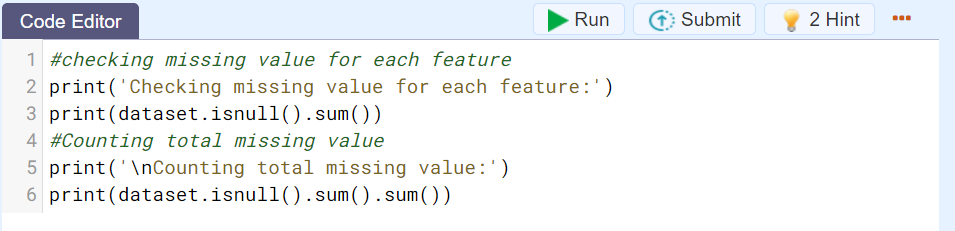 Code Editor Run Submit 2 Hint
1 #checking missing value for each feature
2 print('Checking missing value for each feature:')
3 print(dataset.isnull().sum())
4 #Counting total missing value
5 print('\nCounting total missing value:')
6 print(dataset.isnull().sum().sum())